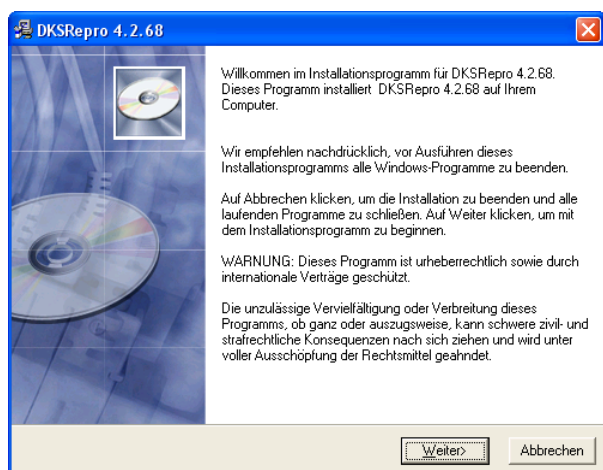 DKSRepro 4.2.68
Willkommen im Installationsprogramm für DKSRepro 4.2.68.
Dieses Programm installiert DKSRepro 4.2.68 auf Ihrem
Computer.
Wir empfehlen nachdrücklich, vor Ausführen dieses
Installationsprogramms alle Windows-Programme zu beenden.
Auf Abbrechen klicken, um die Installation zu beenden und alle
laufenden Programme zu schließen. Auf Weiter klicken, um mit
dem Installationsprogramm zu beginnen.
WARNUNG: Dieses Programm ist urheberrechtlich sowie durch
internationale Verträge geschützt.
Die unzulässige Vervielfältigung oder Verbreitung dieses
Programms, ob ganz oder auszugsweise, kann schwere zivil- und
strafrechtliche Konsequenzen nach sich ziehen und wird unter
voller Ausschöpfung der Rechtsmittel geahndet.
Weiter> Abbrechen